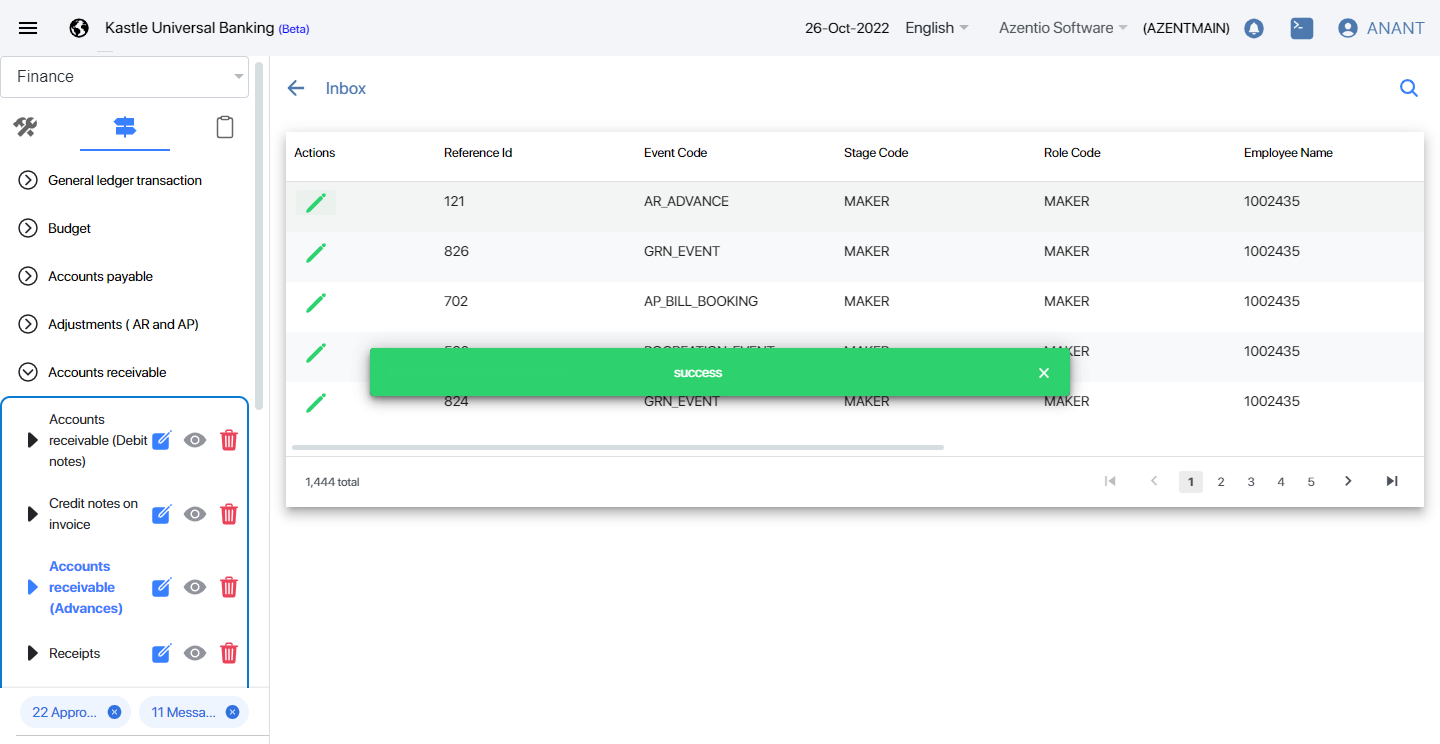 Kastle Universal Banking (Beta)
26-Oct-2022 English Azentio Software (AZENTMAIN) ANANT
Finance
General ledger transaction
Budget
Accounts payable
Adjustments ( AR and AP)
Accounts receivable
Accounts
receivable (Debit
notes)
Credit notes on
invoice
Accounts
receivable
(Advances)
Receipts
22 Appro... 11 Messa...
Inbox
Actions Reference Id Event Code Stage Code Role Code Employee Name
121 AR_ADVANCE MAKER MAKER 1002435
826 GRN_EVENT MAKER MAKER 1002435
702 AP_BILL_BOOKING MAKER MAKER 1002435
MAKER MAKER 1002435
success
824 GRN_EVENT MAKER MAKER 1002435
1,444 total 1 2 3 4 5